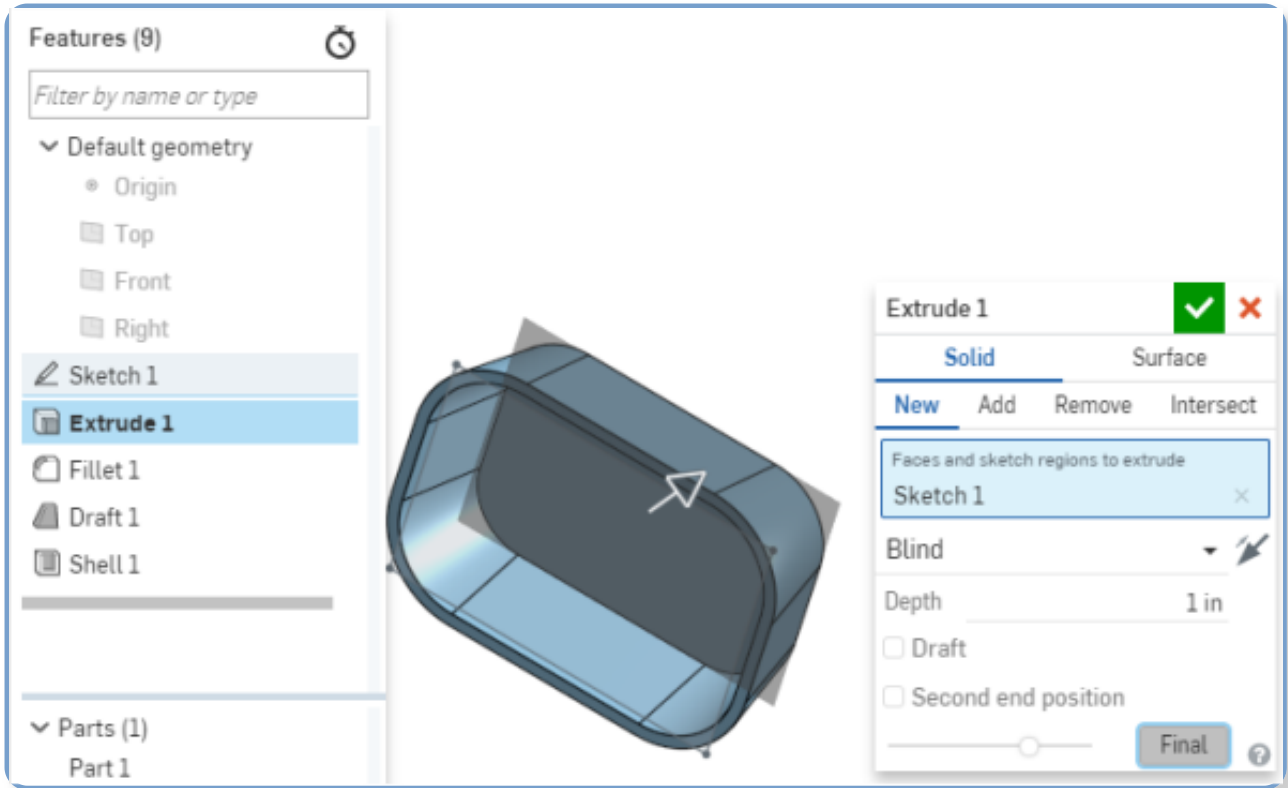 Features (9)
Filter by name or type
Default geometry
Origin
Top
Front
Right
Sketch 1
Extrude 1
Fillet 1
Draft 1
Shell 1
Parts (1)
Part 1
Extrude 1
Solid Surface
New Add Remove Intersect
Faces and sketch regions to extrude
Sketch 1
Blind
Depth 1 in
Draft
Second end position
Final